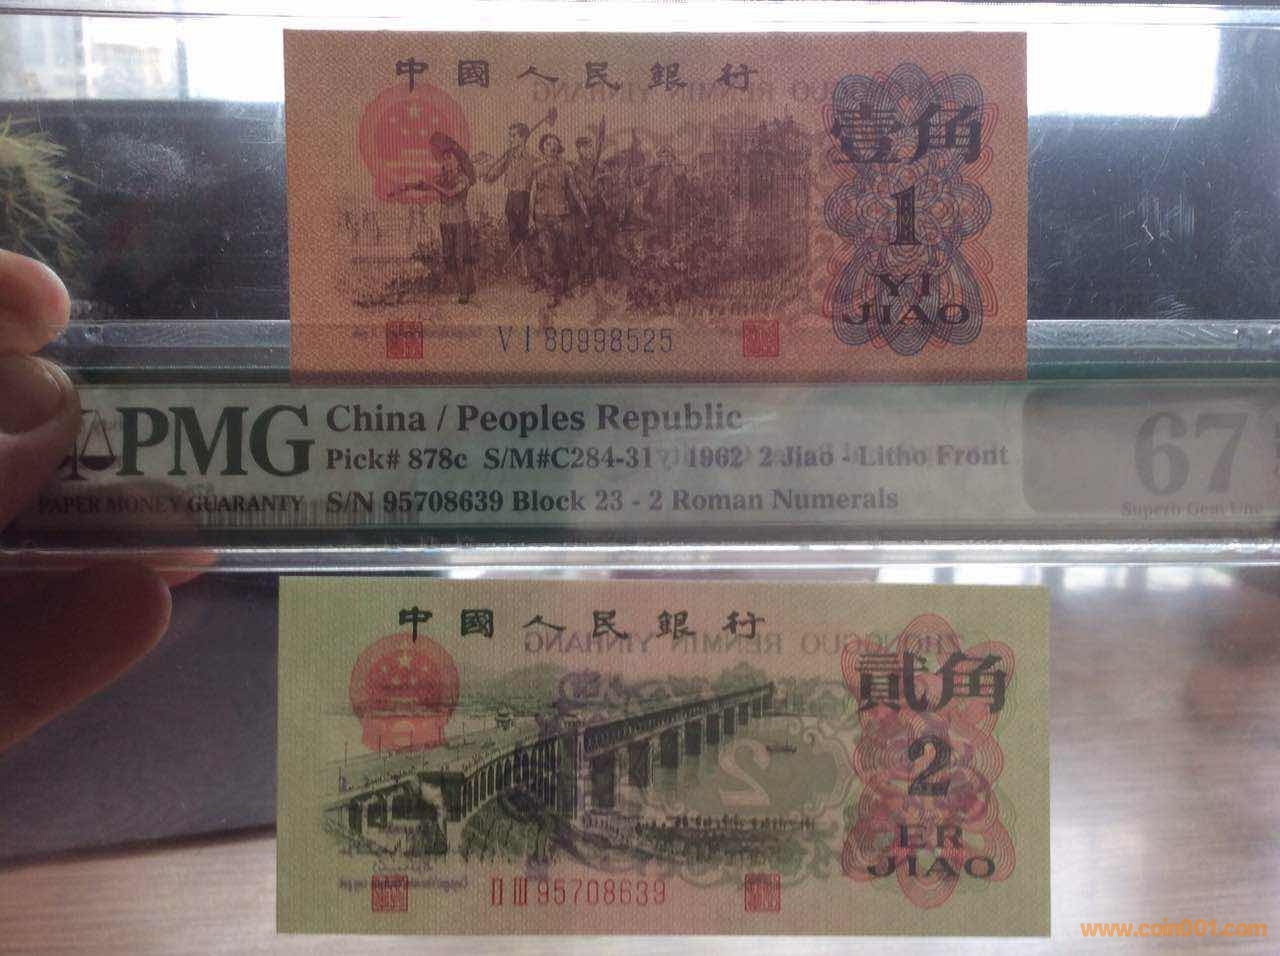 中國人民銀行
壹角
1
YI
JIAO
VI 80998525
PMG
PAPER MONEY GUARANTY
China / Peoples Republic
Pick# 878c S/M#C284-31 1962 2 Jiao - Litho Front
S/N 95708639 Block 23 - 2 Roman Numerals
67
Superb Gem Unc
中國人民銀行
ZHONGGUO RENMIN YINHANG
貳角
2
ER
JIAO
II III 95708639
www.coin001.com